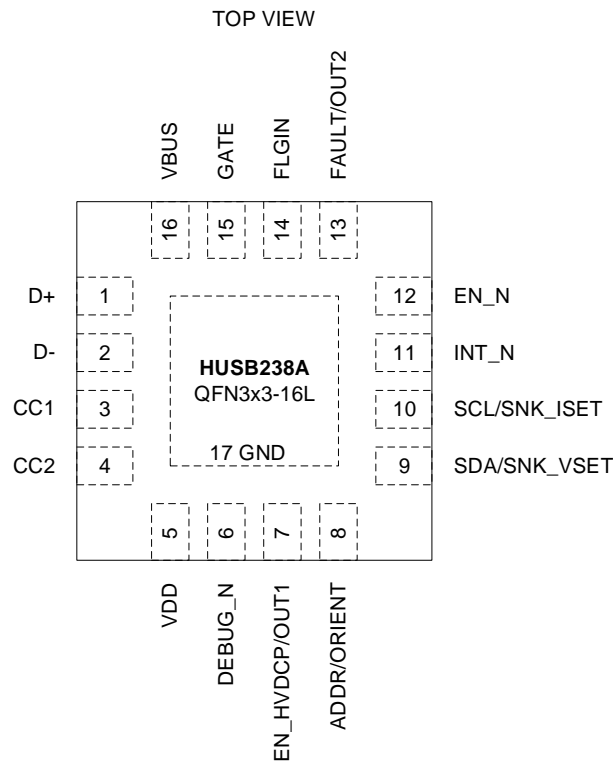 TOP VIEW
VBUS
GATE
FLGIN
FAULT/OUT2
16
15
14
13
D+
1
12
EN_N
D-
2
HUSB238A
11
INT_N
QFN3x3-16L
CC1
3
10
SCL/SNK_ISET
CC2
4
17 GND
9
SDA/SNK_VSET
5
6
7
8
VDD
DEBUG_N
EN_HVDCP/OUT1
ADDR/ORIENT